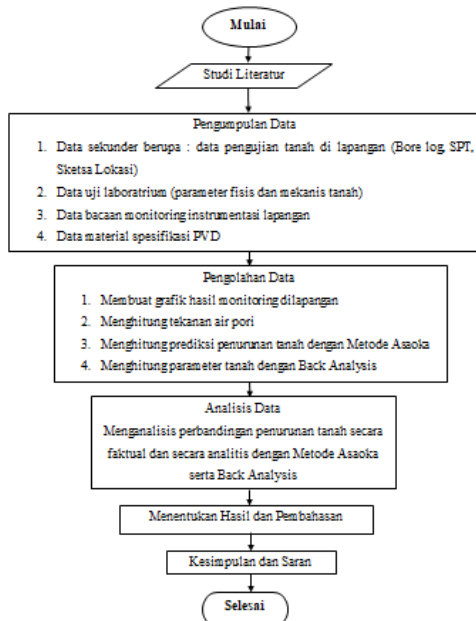 Mulai
Studi Literatur
Pengumpulan Data
1. Data sekunder berupa : data pengujian tanah di lapangan (Bore log, SPT,
Sketsa Lokasi)
2. Data uji laboratrium (parameter fisis dan mekanis tanah)
3. Data bacaan monitoring instrumentasi lapangan
4. Data material spesifikasi PVD
Pengolahan Data
1. Membuat grafik hasil monitoring dilapangan
2. Menghitung tekanan air pori
3. Menghitung prediksi penurunan tanah dengan Metode Asaoka
4. Menghitung parameter tanah dengan Back Analysis
Analisis Data
Menganalisis perbandingan penurunan tanah secara
faktual dan secara analitis dengan Metode Asaoka
serta Back Analysis
Menentukan Hasil dan Pembahasan
Kesimpulan dan Saran
Selesai